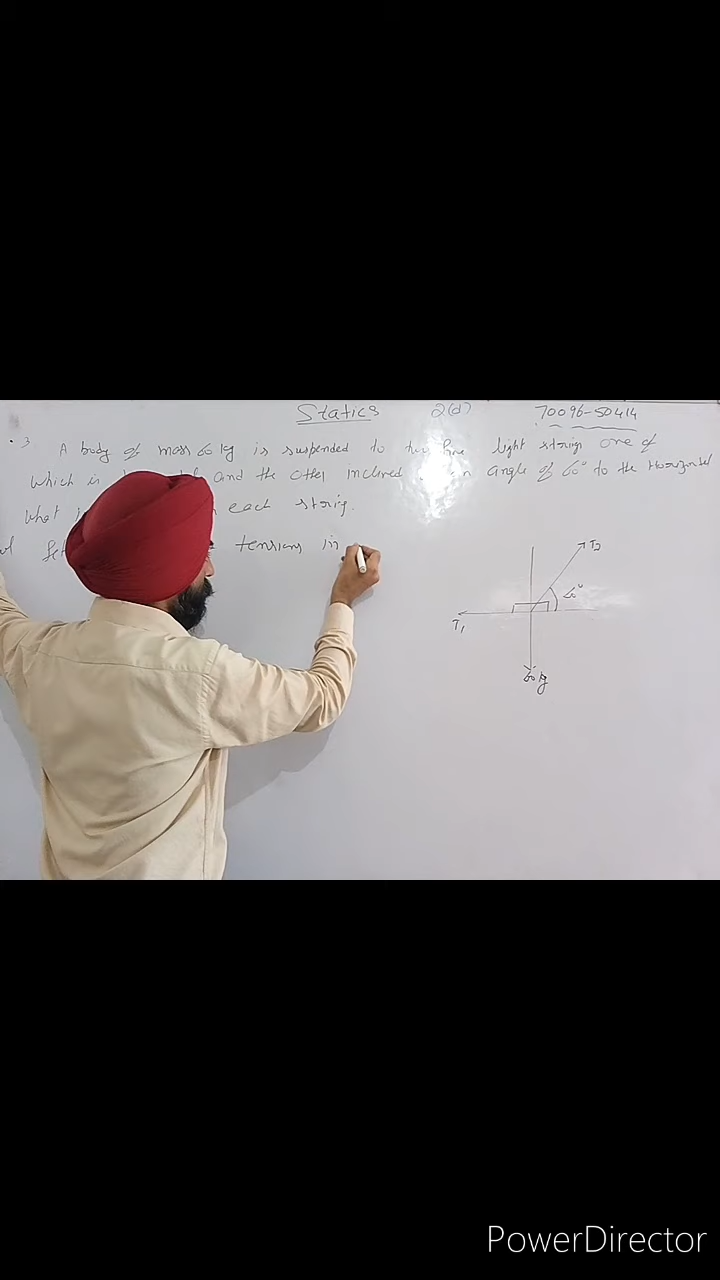 Statics 2(d) 70096-50414
3 A body of mass 60 kg is suspended to two fine light strings one of
which is and the other inclined an angle of 60° to the Horizontal
what each string.
tensions in
T2
60°
T1
60 kg
PowerDirector